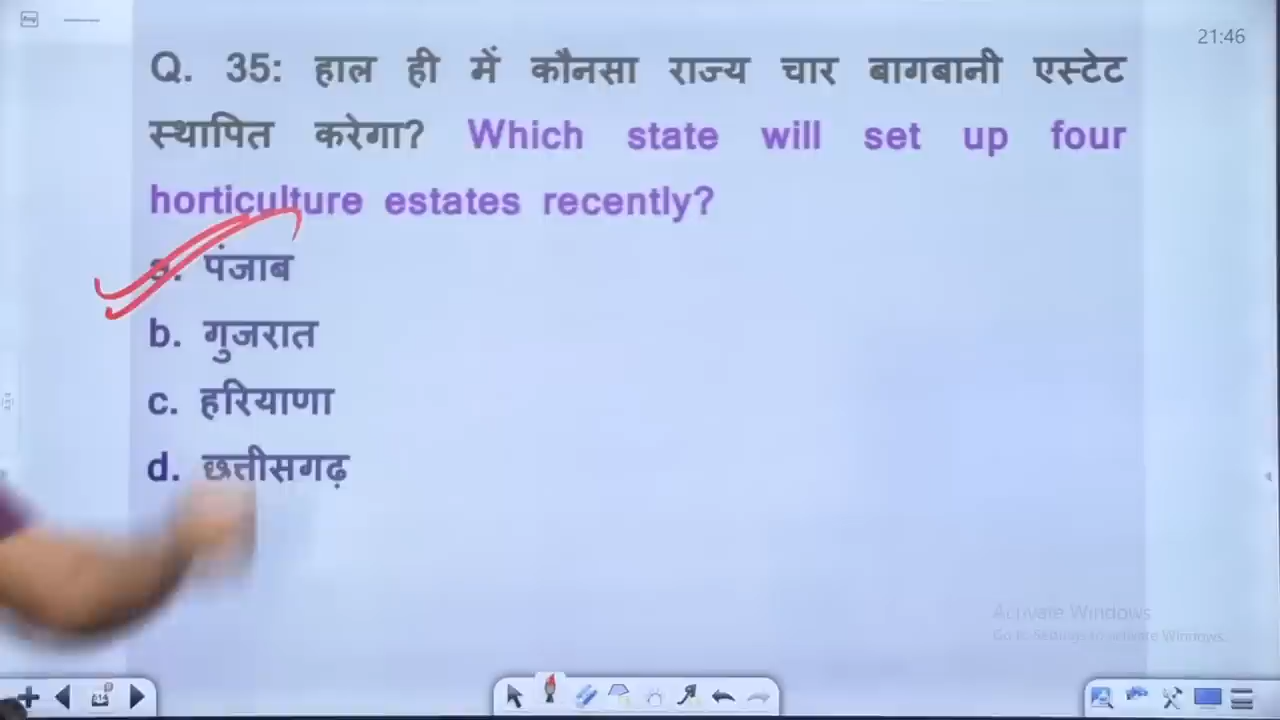 21:46
Q. 35: हाल ही में कौनसा राज्य चार बागबानी एस्टेट
स्थापित करेगा? Which state will set up four
horticulture estates recently?
a. पंजाब
b. गुजरात
c. हरियाणा
d. छत्तीसगढ़
Activate Windows
Go to Settings to activate Windows.